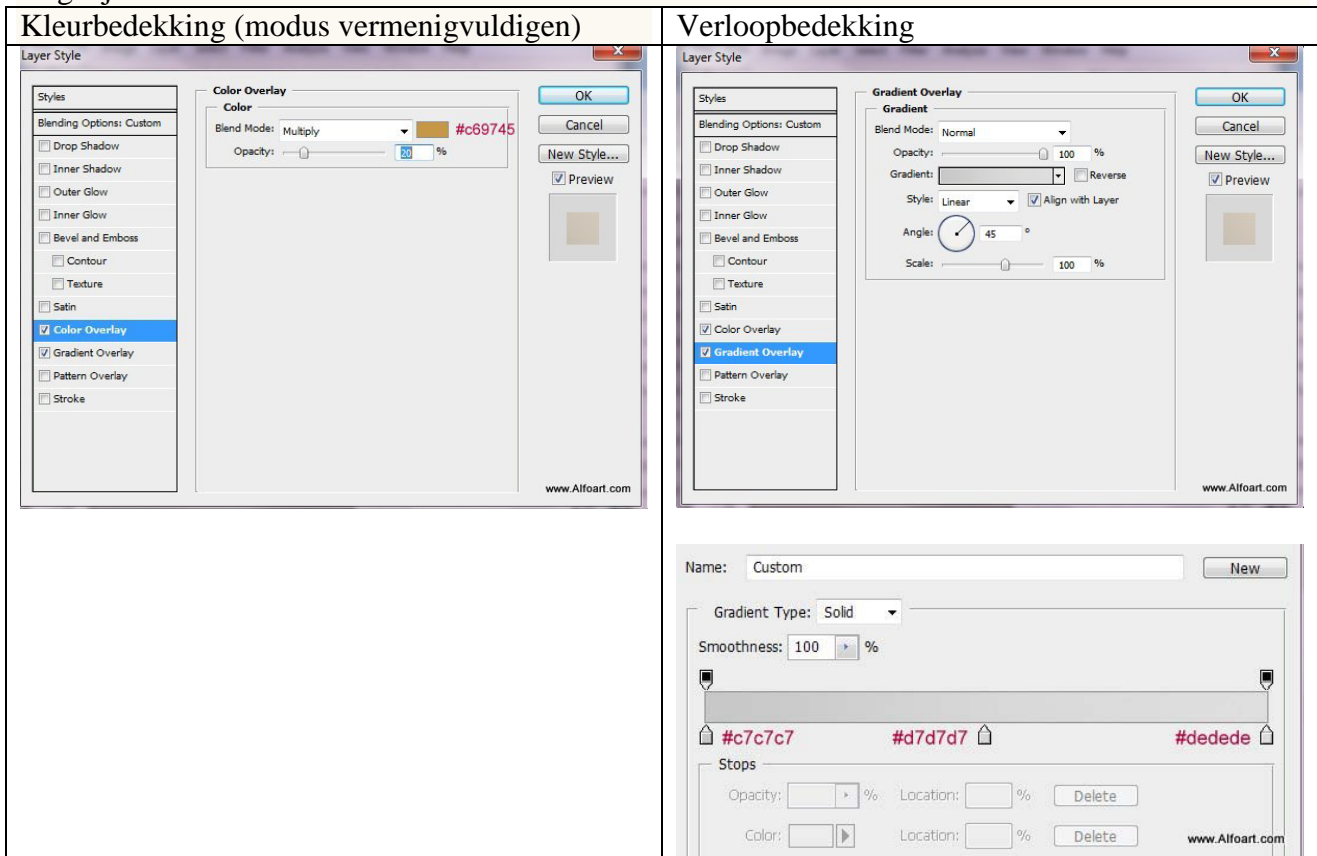 Kleurbedekking (modus vermenigvuldigen)
Layer Style
Styles
Blending Options: Custom
Drop Shadow
Inner Shadow
Outer Glow
Inner Glow
Bevel and Emboss
Contour
Texture
Satin
Color Overlay
Gradient Overlay
Pattern Overlay
Stroke
Color Overlay
Color
Blend Mode: Multiply #c69745
Opacity: 20 %
OK
Cancel
New Style...
Preview
www.Alfoart.com
Verloopbedekking
Layer Style
Styles
Blending Options: Custom
Drop Shadow
Inner Shadow
Outer Glow
Inner Glow
Bevel and Emboss
Contour
Texture
Satin
Color Overlay
Gradient Overlay
Pattern Overlay
Stroke
Gradient Overlay
Gradient
Blend Mode: Normal
Opacity: 100 %
Gradient: Reverse
Style: Linear Align with Layer
Angle: 45 °
Scale: 100 %
OK
Cancel
New Style...
Preview
www.Alfoart.com
Name: Custom New
Gradient Type: Solid
Smoothness: 100 %
#c7c7c7 #d7d7d7 #dedede
Stops
Opacity: % Location: % Delete
Color: Location: % Delete
www.Alfoart.com